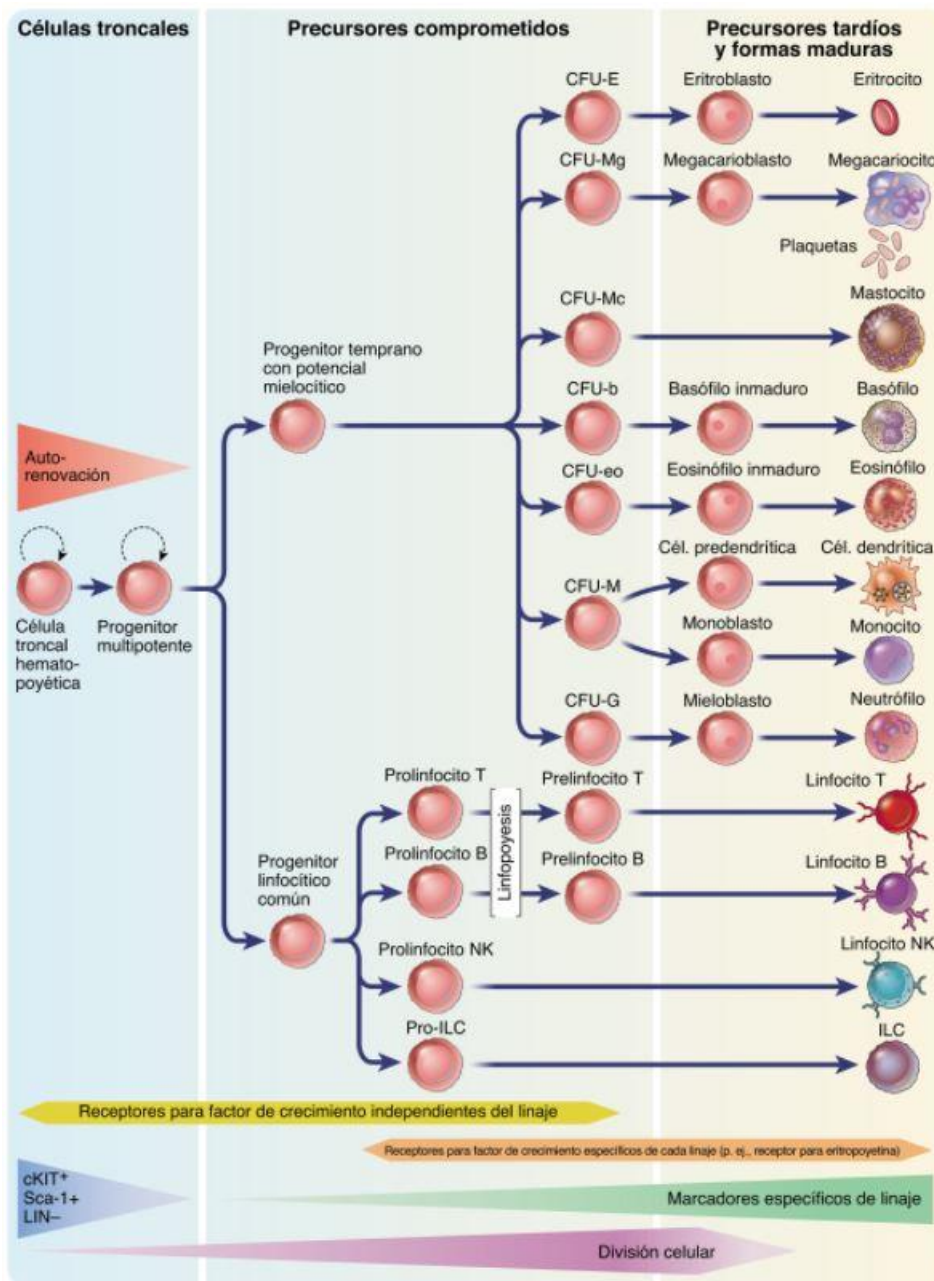 Células troncales
Precursores comprometidos
Precursores tardíos
y formas maduras
CFU-E
Eritroblasto
Eritrocito
CFU-Mg
Megacarioblasto
Megacariocito
Plaquetas
CFU-Mc
Mastocito
Progenitor temprano
con potencial
mielocítico
CFU-b
Basófilo inmaduro
Basófilo
Auto-
renovación
CFU-eo
Eosinófilo inmaduro
Eosinófilo
Cél. predendrítica
Cél. dendrítica
CFU-M
Célula
troncal
hemato-
poyética
Progenitor
multipotente
Monoblasto
Monocito
CFU-G
Mieloblasto
Neutrófilo
Prolinfocito T
Prelinfocito T
Linfocito T
Linfopoyesis
Progenitor
linfocítico
común
Prolinfocito B
Prelinfocito B
Linfocito B
Prolinfocito NK
Linfocito NK
Pro-ILC
ILC
Receptores para factor de crecimiento independientes del linaje
Receptores para factor de crecimiento específicos de cada linaje (p. ej., receptor para eritropoyetina)
cKIT+
Sca-1+
LIN–
Marcadores específicos de linaje
División celular